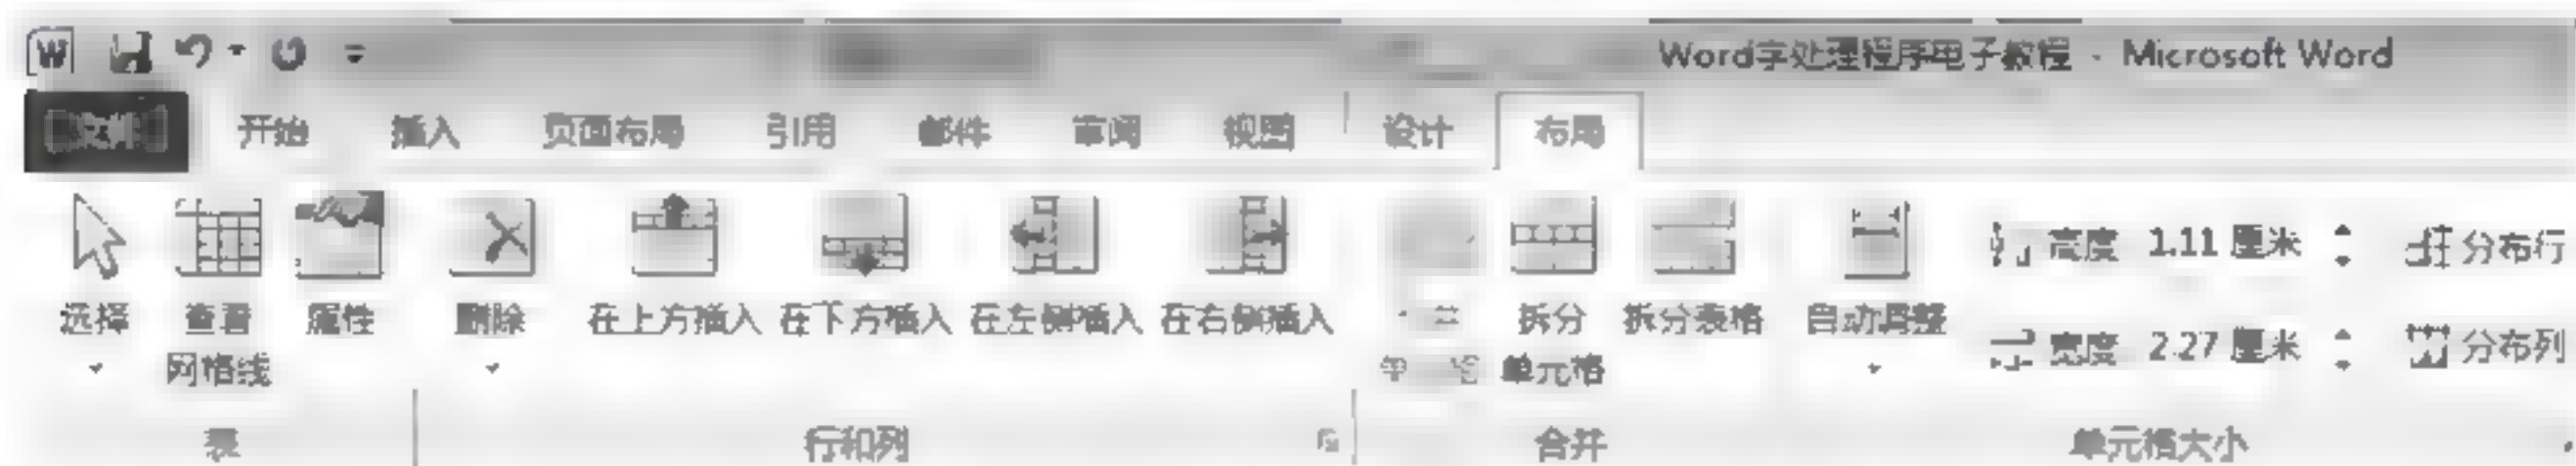 Word字处理程序电子教程 - Microsoft Word
文件 开始 插入 页面布局 引用 邮件 审阅 视图 设计 布局
高度 1.11 厘米 分布行
选择 查看 属性 删除 在上方插入 在下方插入 在左侧插入 在右侧插入 拆分 拆分表格 自动调整
网格线 单元格 宽度 2.27 厘米 分布列
表 行和列 合并 单元格大小